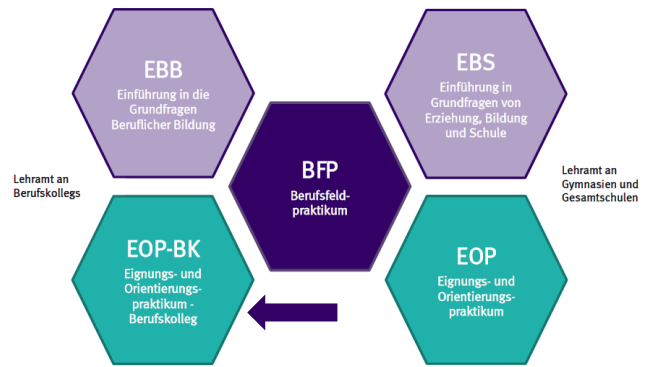 EBB
Einführung in die
Grundfragen
Beruflicher Bildung
EBS
Einführung in
Grundfragen von
Erziehung, Bildung
und Schule
Lehramt an
Berufskollegs
BFP
Berufsfeld-
praktikum
Lehramt an
Gymnasien und
Gesamtschulen
EOP-BK
Eignungs- und
Orientierungs-
praktikum -
Berufskolleg
EOP
Eignungs- und
Orientierungs-
praktikum